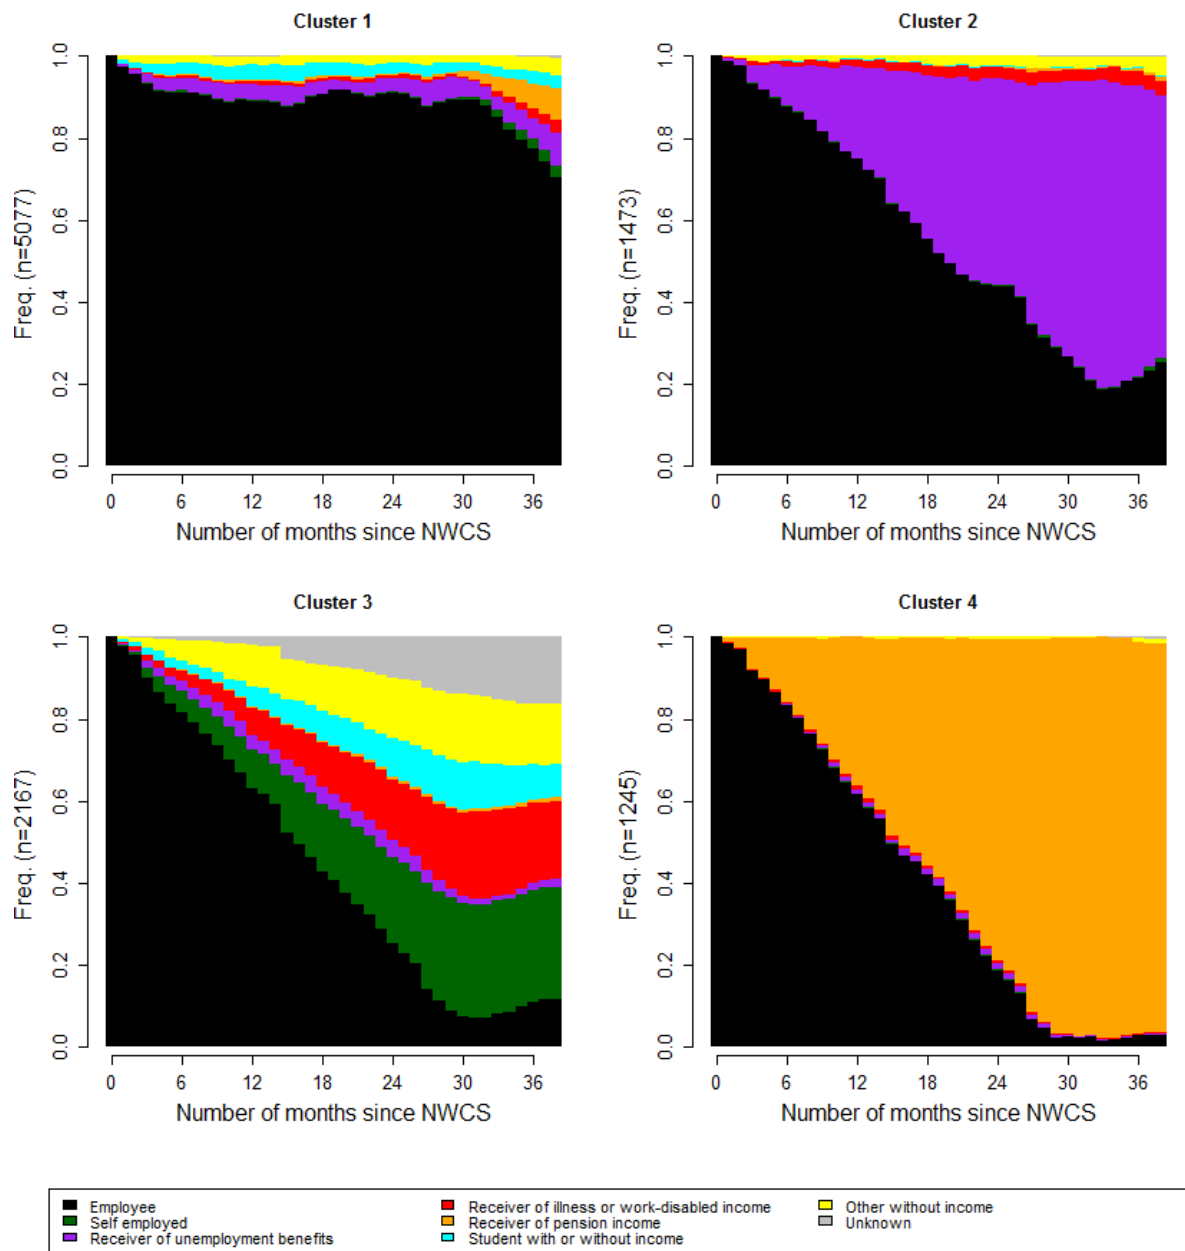 Cluster 1
Cluster 2
Freq. (n=5077)
0.0 0.2 0.4 0.6 0.8 1.0
0 6 12 18 24 30 36
Number of months since NWCS
Freq. (n=1473)
0.0 0.2 0.4 0.6 0.8 1.0
0 6 12 18 24 30 36
Number of months since NWCS
Cluster 3
Cluster 4
Freq. (n=2167)
0.0 0.2 0.4 0.6 0.8 1.0
0 6 12 18 24 30 36
Number of months since NWCS
Freq. (n=1245)
0.0 0.2 0.4 0.6 0.8 1.0
0 6 12 18 24 30 36
Number of months since NWCS
Employee
Self employed
Receiver of unemployment benefits
Receiver of illness or work-disabled income
Receiver of pension income
Student with or without income
Other without income
Unknown